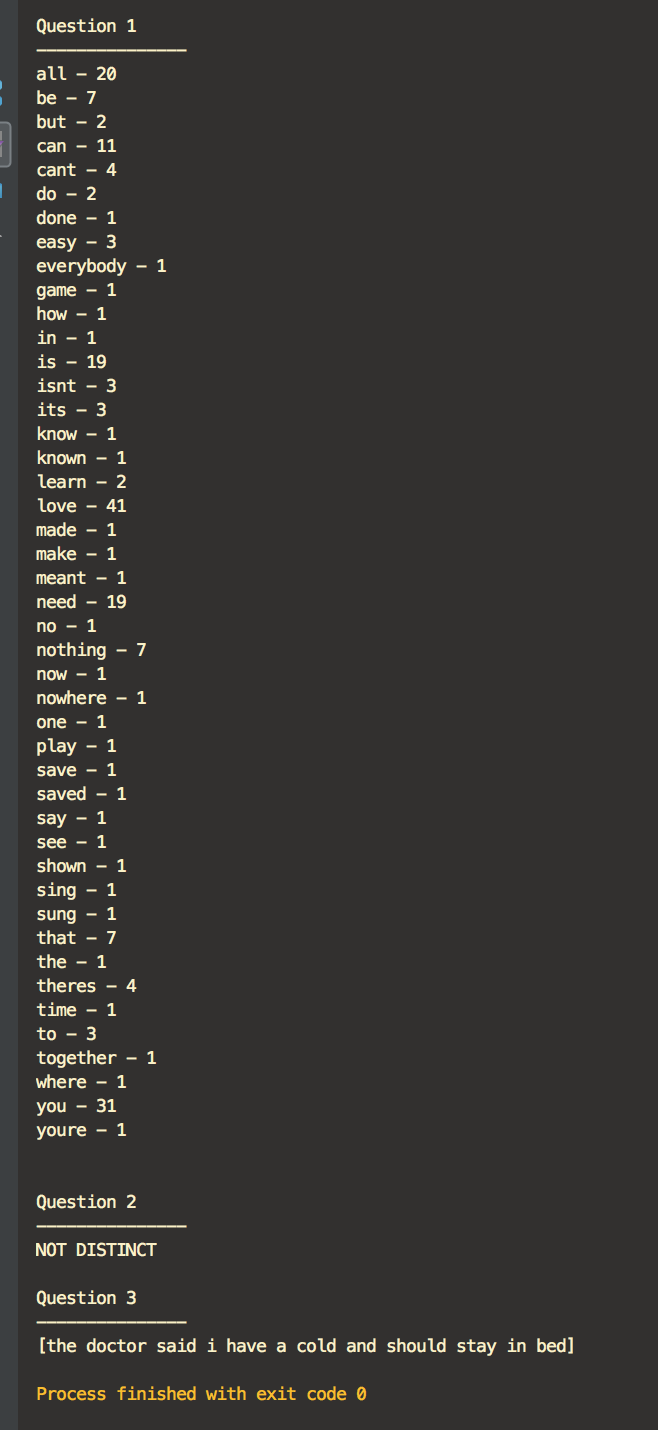 Question 1
———————————————
all – 20
be – 7
but – 2
can – 11
cant – 4
do – 2
done – 1
easy – 3
everybody – 1
game – 1
how – 1
in – 1
is – 19
isnt – 3
its – 3
know – 1
known – 1
learn – 2
love – 41
made – 1
make – 1
meant – 1
need – 19
no – 1
nothing – 7
now – 1
nowhere – 1
one – 1
play – 1
save – 1
saved – 1
say – 1
see – 1
shown – 1
sing – 1
sung – 1
that – 7
the – 1
theres – 4
time – 1
to – 3
together – 1
where – 1
you – 31
youre – 1
Question 2
———————————————
NOT DISTINCT
Question 3
———————————————
[the doctor said i have a cold and should stay in bed]
Process finished with exit code 0